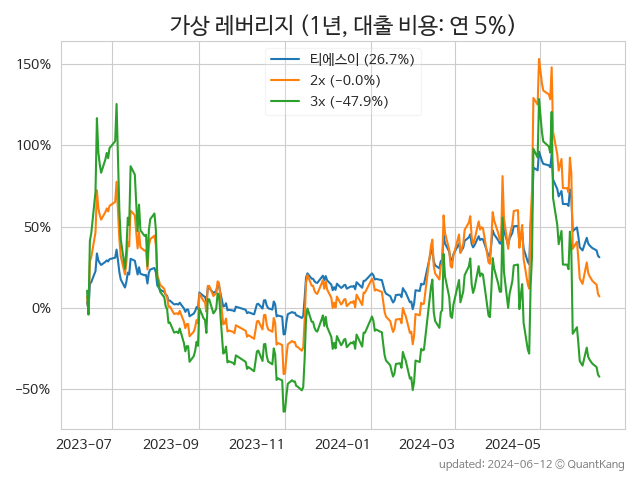 가상 레버리지 (1년, 대출 비용: 연 5%)
티에스이 (26.7%)
2x (-0.0%)
3x (-47.9%)
150%
100%
50%
0%
−50%
2023-07 2023-09 2023-11 2024-01 2024-03 2024-05
updated: 2024-06-12 © QuantKang